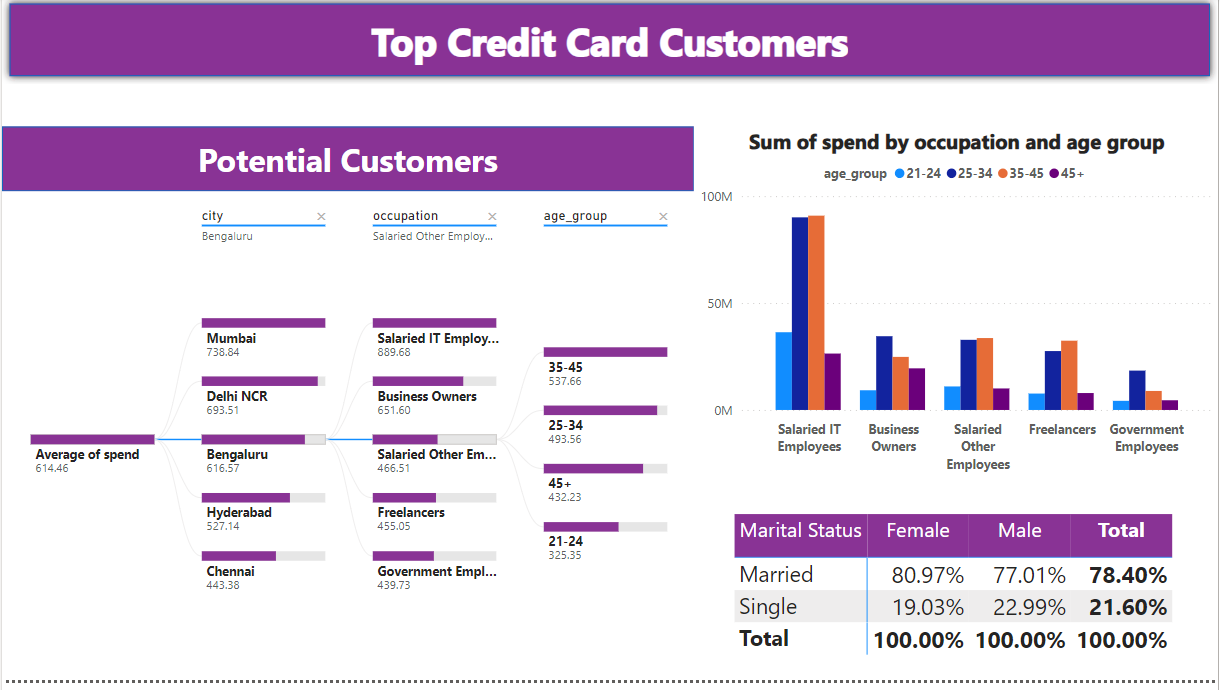 Top Credit Card Customers
Potential Customers
city ×
Bengaluru
occupation ×
Salaried Other Employ...
age_group ×
Average of spend
614.46
Mumbai
738.84
Delhi NCR
693.51
Bengaluru
616.57
Hyderabad
527.14
Chennai
443.38
Salaried IT Employ...
889.68
Business Owners
651.60
Salaried Other Em...
466.51
Freelancers
455.05
Government Empl...
439.73
35-45
537.66
25-34
493.56
45+
432.23
21-24
325.35
Sum of spend by occupation and age group
age_group 21-24 25-34 35-45 45+
100M
50M
0M
Salaried IT
Employees
Business
Owners
Salaried
Other
Employees
Freelancers
Government
Employees
Marital Status Female Male Total
Married 80.97% 77.01% 78.40%
Single 19.03% 22.99% 21.60%
Total 100.00% 100.00% 100.00%